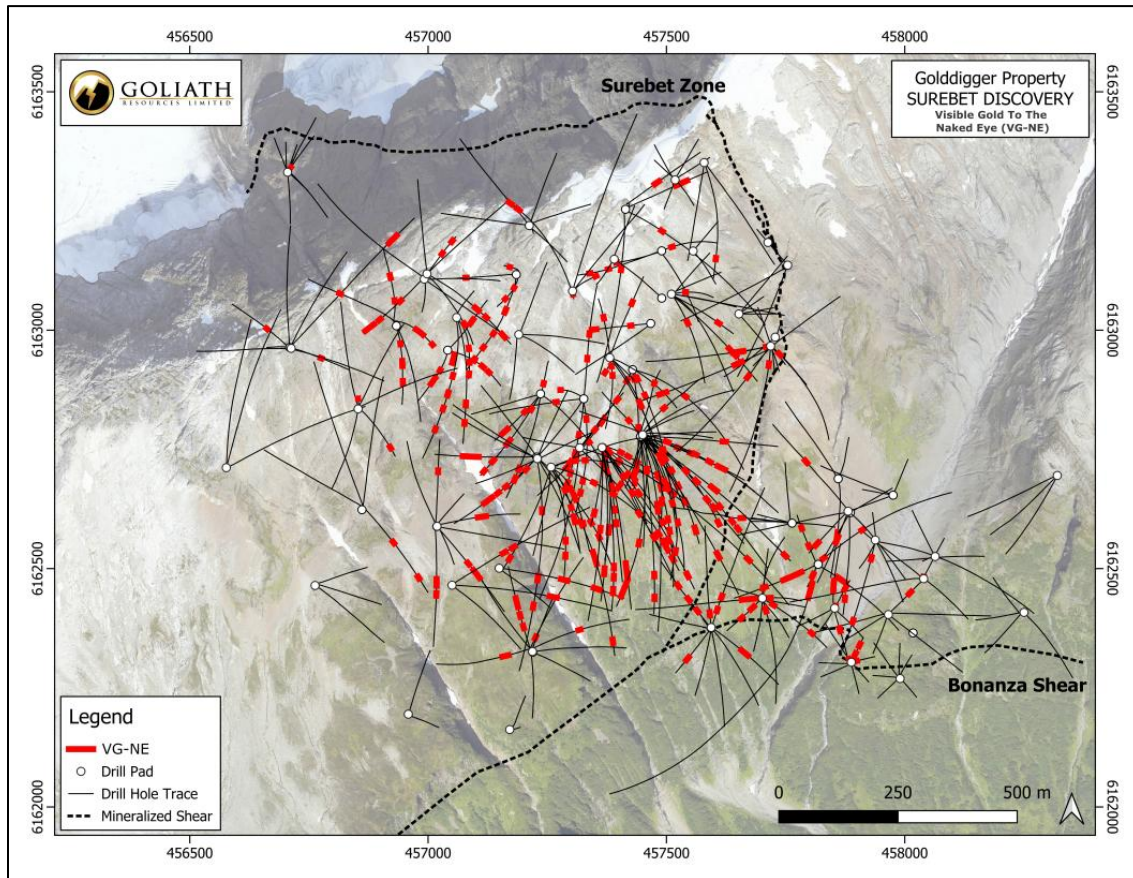 456500
457000
457500
458000
GOLIATH
RESOURCES LIMITED
Surebet Zone
Golddigger Property
SUREBET DISCOVERY
Visible Gold To The
Naked Eye (VG-NE)
6163500
6163500
6163000
6163000
6162500
6162500
Bonanza Shear
Legend
VG-NE
Drill Pad
Drill Hole Trace
Mineralized Shear
0
250
500 m
6162000
6162000
456500
457000
457500
458000